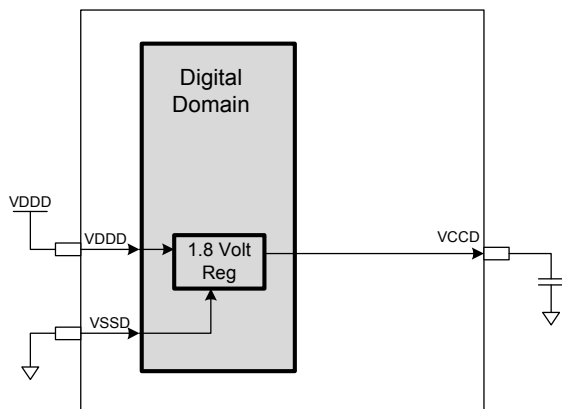 Digital
Domain
VDDD
VDDD
1.8 Volt
Reg
VCCD
VSSD